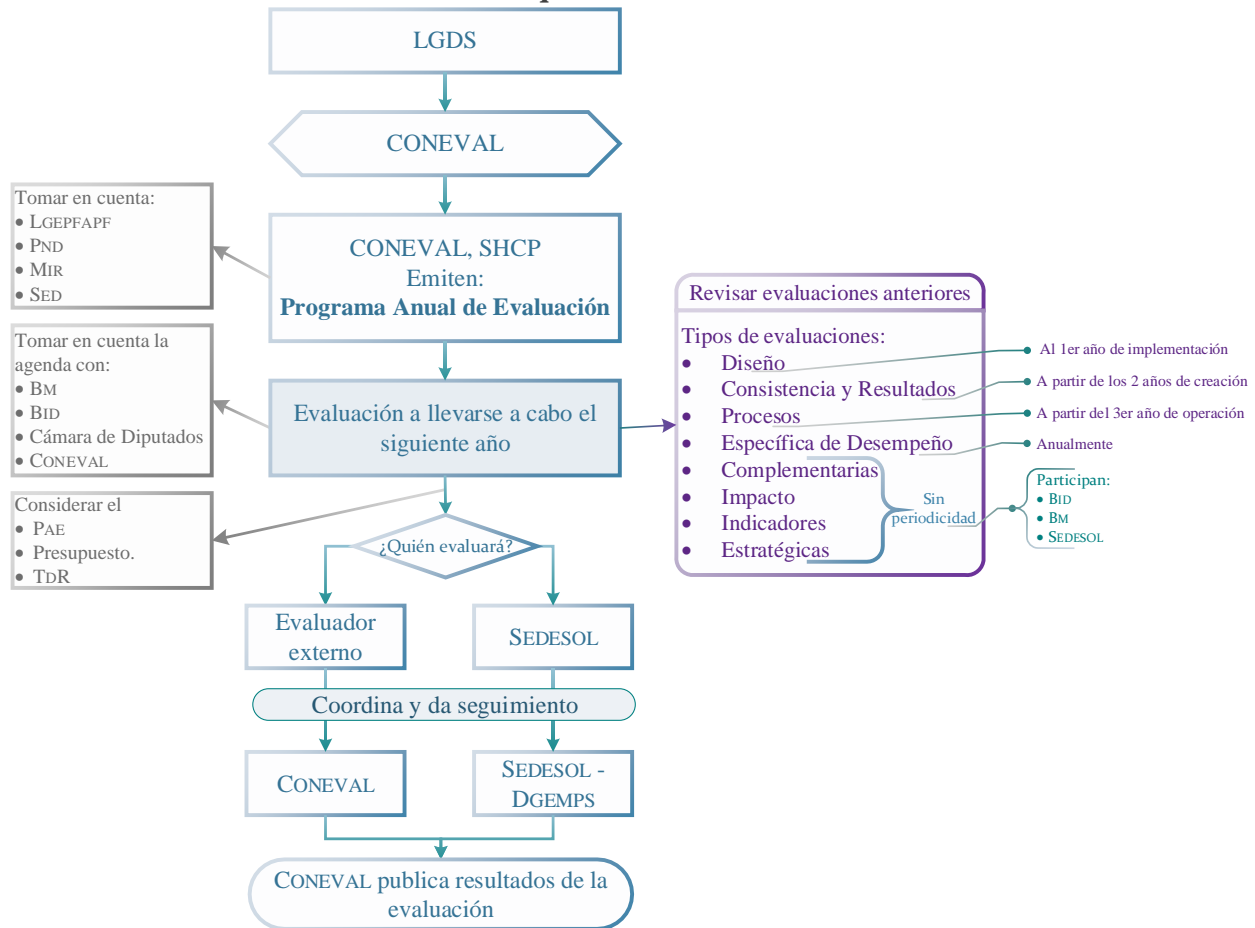 LGDS
CONEVAL
Tomar en cuenta:
• LGEPFAPF
• PND
• MIR
• SED
CONEVAL, SHCP
Emiten:
Programa Anual de Evaluación
Tomar en cuenta la
agenda con:
• BM
• BID
• Cámara de Diputados
• CONEVAL
Evaluación a llevarse a cabo el
siguiente año
Revisar evaluaciones anteriores
Tipos de evaluaciones:
• Diseño
• Consistencia y Resultados
• Procesos
• Específica de Desempeño
• Complementarias
• Impacto
• Indicadores
• Estratégicas
Al 1er año de implementación
A partir de los 2 años de creación
A partir del 3er año de operación
Anualmente
Sin
periodicidad
Participan:
• BID
• BM
• SEDESOL
Considerar el
• PAE
• Presupuesto.
• TDR
¿Quién evaluará?
Evaluador
externo
SEDESOL
Coordina y da seguimiento
CONEVAL
SEDESOL -
DGEMPS
CONEVAL publica resultados de la
evaluación